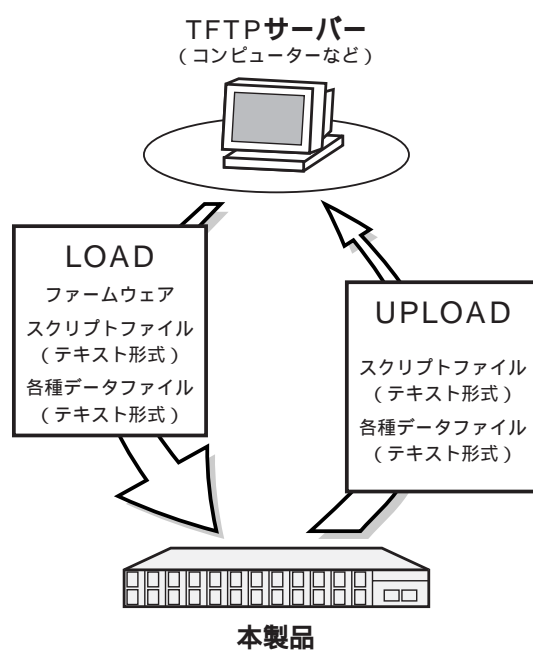 TFTPサーバー
(コンピューターなど)
LOAD
ファームウェア
スクリプトファイル
(テキスト形式)
各種データファイル
(テキスト形式)
UPLOAD
スクリプトファイル
(テキスト形式)
各種データファイル
(テキスト形式)
本製品